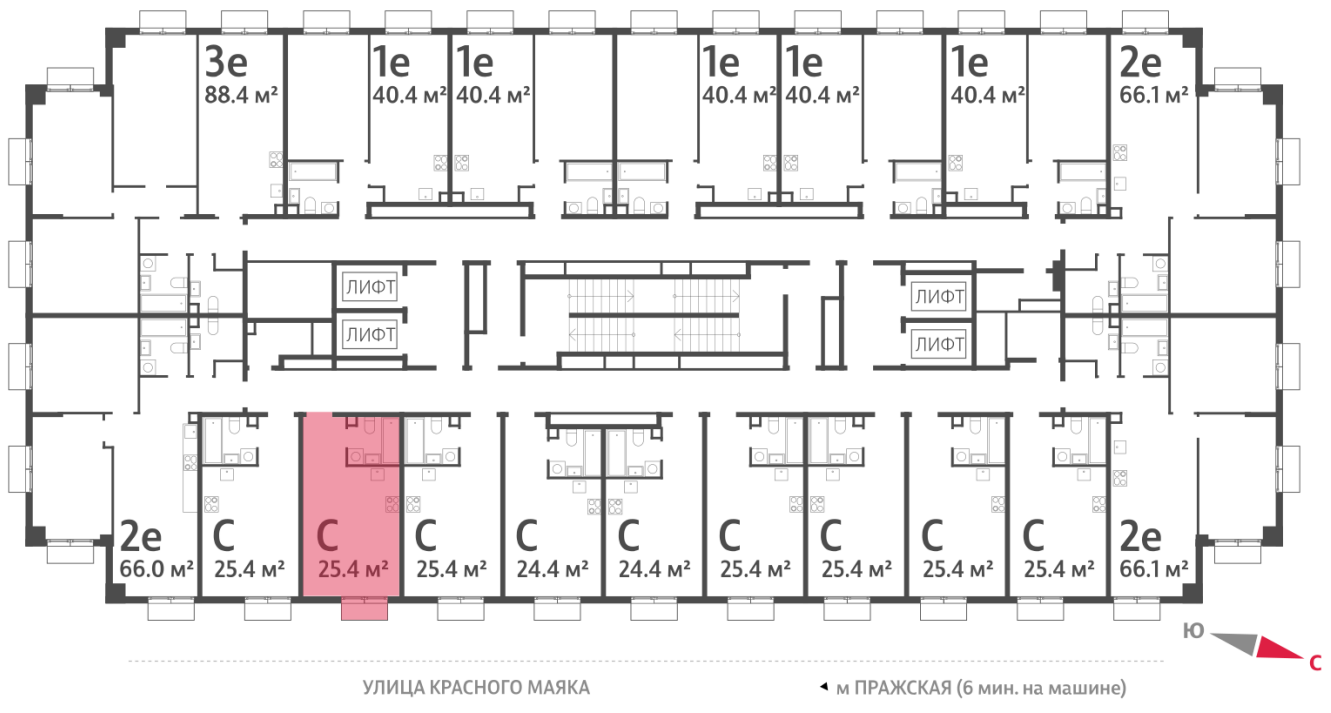 3е
88.4 м²
1е
40.4 м²
1е
40.4 м²
1е
40.4 м²
1е
40.4 м²
1е
40.4 м²
2е
66.1 м²
ЛИФТ
ЛИФТ
ЛИФТ
ЛИФТ
2е
66.0 м²
С
25.4 м²
С
25.4 м²
С
25.4 м²
С
24.4 м²
С
24.4 м²
С
25.4 м²
С
25.4 м²
С
25.4 м²
С
25.4 м²
2е
66.1 м²
Ю
С
УЛИЦА КРАСНОГО МАЯКА
м ПРАЖСКАЯ (6 мин. на машине)